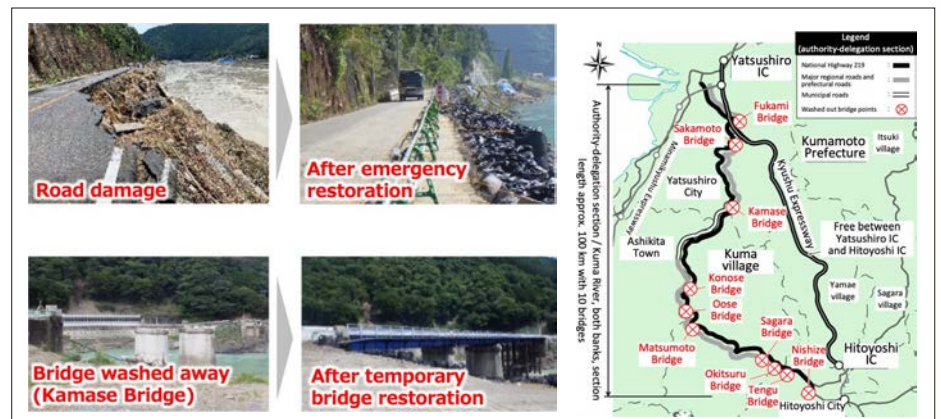 Road damage
After emergency
restoration
Bridge washed away
(Kamase Bridge)
After temporary
bridge restoration
Legend
(authority-delegation section)
National Highway 219
Major regional roads and
prefectural roads
Municipal roads
Washed out bridge points
N
Yatsushiro
IC
Fukami
Bridge
Sakamoto
Bridge
Kumamoto
Prefecture
Itsuki
village
Minamikyushu Expressway
Kyushu Expressway
Yatsushiro
City
Kamase
Bridge
Authority-delegation section / Kuma River, both banks, section
length approx. 100 km with 10 bridges
Ashikita
Town
Free between
Yatsushiro IC
and Hitoyoshi IC
Kuma
village
Konose
Bridge
Yamae
village
Sagara
village
Oose
Bridge
Sagara
Bridge
Matsumoto
Bridge
Nishize
Bridge
Hitoyoshi
IC
Okitsuru
Bridge
Tengu
Bridge
Hitoyoshi City